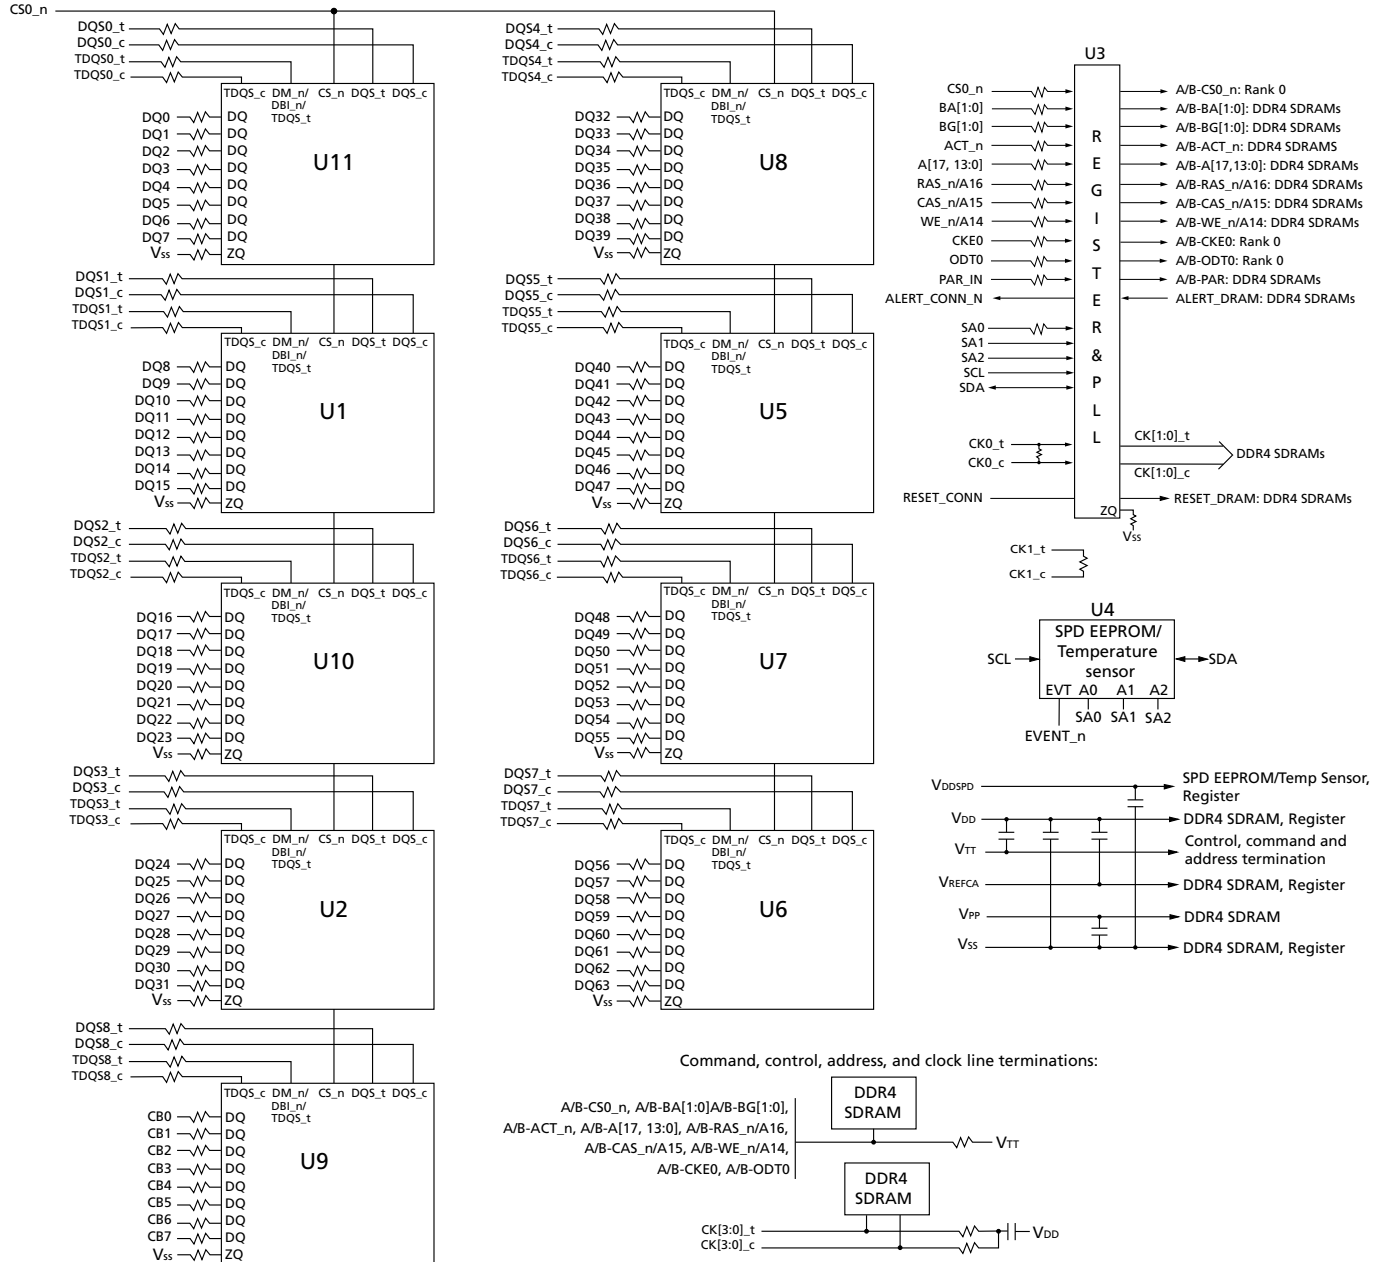 CS0_n
DQS0_t
DQS0_c
TDQS0_t
TDQS0_c
TDQS_c DM_n/ CS_n DQS_t DQS_c
DBI_n/
TDQS_t
DQ0 DQ
DQ1 DQ
DQ2 DQ
DQ3 DQ
DQ4 DQ
DQ5 DQ
DQ6 DQ
DQ7 DQ
Vss ZQ
U11
DQS1_t
DQS1_c
TDQS1_t
TDQS1_c
TDQS_c DM_n/ CS_n DQS_t DQS_c
DBI_n/
TDQS_t
DQ8 DQ
DQ9 DQ
DQ10 DQ
DQ11 DQ
DQ12 DQ
DQ13 DQ
DQ14 DQ
DQ15 DQ
Vss ZQ
U1
DQS2_t
DQS2_c
TDQS2_t
TDQS2_c
TDQS_c DM_n/ CS_n DQS_t DQS_c
DBI_n/
TDQS_t
DQ16 DQ
DQ17 DQ
DQ18 DQ
DQ19 DQ
DQ20 DQ
DQ21 DQ
DQ22 DQ
DQ23 DQ
Vss ZQ
U10
DQS3_t
DQS3_c
TDQS3_t
TDQS3_c
TDQS_c DM_n/ CS_n DQS_t DQS_c
DBI_n/
TDQS_t
DQ24 DQ
DQ25 DQ
DQ26 DQ
DQ27 DQ
DQ28 DQ
DQ29 DQ
DQ30 DQ
DQ31 DQ
Vss ZQ
U2
DQS8_t
DQS8_c
TDQS8_t
TDQS8_c
TDQS_c DM_n/ CS_n DQS_t DQS_c
DBI_n/
TDQS_t
CB0 DQ
CB1 DQ
CB2 DQ
CB3 DQ
CB4 DQ
CB5 DQ
CB6 DQ
CB7 DQ
Vss ZQ
U9
DQS4_t
DQS4_c
TDQS4_t
TDQS4_c
TDQS_c DM_n/ CS_n DQS_t DQS_c
DBI_n/
TDQS_t
DQ32 DQ
DQ33 DQ
DQ34 DQ
DQ35 DQ
DQ36 DQ
DQ37 DQ
DQ38 DQ
DQ39 DQ
Vss ZQ
U8
DQS5_t
DQS5_c
TDQS5_t
TDQS5_c
TDQS_c DM_n/ CS_n DQS_t DQS_c
DBI_n/
TDQS_t
DQ40 DQ
DQ41 DQ
DQ42 DQ
DQ43 DQ
DQ44 DQ
DQ45 DQ
DQ46 DQ
DQ47 DQ
Vss ZQ
U5
DQS6_t
DQS6_c
TDQS6_t
TDQS6_c
TDQS_c DM_n/ CS_n DQS_t DQS_c
DBI_n/
TDQS_t
DQ48 DQ
DQ49 DQ
DQ50 DQ
DQ51 DQ
DQ52 DQ
DQ53 DQ
DQ54 DQ
DQ55 DQ
Vss ZQ
U7
DQS7_t
DQS7_c
TDQS7_t
TDQS7_c
TDQS_c DM_n/ CS_n DQS_t DQS_c
DBI_n/
TDQS_t
DQ56 DQ
DQ57 DQ
DQ58 DQ
DQ59 DQ
DQ60 DQ
DQ61 DQ
DQ62 DQ
DQ63 DQ
Vss ZQ
U6
U3
REGISTER & PLL
CS0_n A/B-CS0_n: Rank 0
BA[1:0] A/B-BA[1:0]: DDR4 SDRAMs
BG[1:0] A/B-BG[1:0]: DDR4 SDRAMs
ACT_n A/B-ACT_n: DDR4 SDRAMS
A[17, 13:0] A/B-A[17,13:0]: DDR4 SDRAMs
RAS_n/A16 A/B-RAS_n/A16: DDR4 SDRAMs
CAS_n/A15 A/B-CAS_n/A15: DDR4 SDRAMs
WE_n/A14 A/B-WE_n/A14: DDR4 SDRAMs
CKE0 A/B-CKE0: Rank 0
ODT0 A/B-ODT0: Rank 0
PAR_IN A/B-PAR: DDR4 SDRAMs
ALERT_CONN_N ALERT_DRAM: DDR4 SDRAMs
SA0
SA1
SA2
SCL
SDA
CK0_t CK[1:0]_t
DDR4 SDRAMs
CK0_c CK[1:0]_c
RESET_CONN RESET_DRAM: DDR4 SDRAMs
ZQ
Vss
CK1_t
CK1_c
U4
SPD EEPROM/
Temperature
sensor
SCL SDA
EVT A0 A1 A2
SA0 SA1 SA2
EVENT_n
VDDSPD SPD EEPROM/Temp Sensor,
Register
VDD DDR4 SDRAM, Register
VTT Control, command and
address termination
VREFCA DDR4 SDRAM, Register
VPP DDR4 SDRAM
Vss DDR4 SDRAM, Register
Command, control, address, and clock line terminations:
DDR4
SDRAM
A/B-CS0_n, A/B-BA[1:0]A/B-BG[1:0],
A/B-ACT_n, A/B-A[17, 13:0], A/B-RAS_n/A16,
A/B-CAS_n/A15, A/B-WE_n/A14,
A/B-CKE0, A/B-ODT0
VTT
DDR4
SDRAM
CK[3:0]_t
CK[3:0]_c
VDD